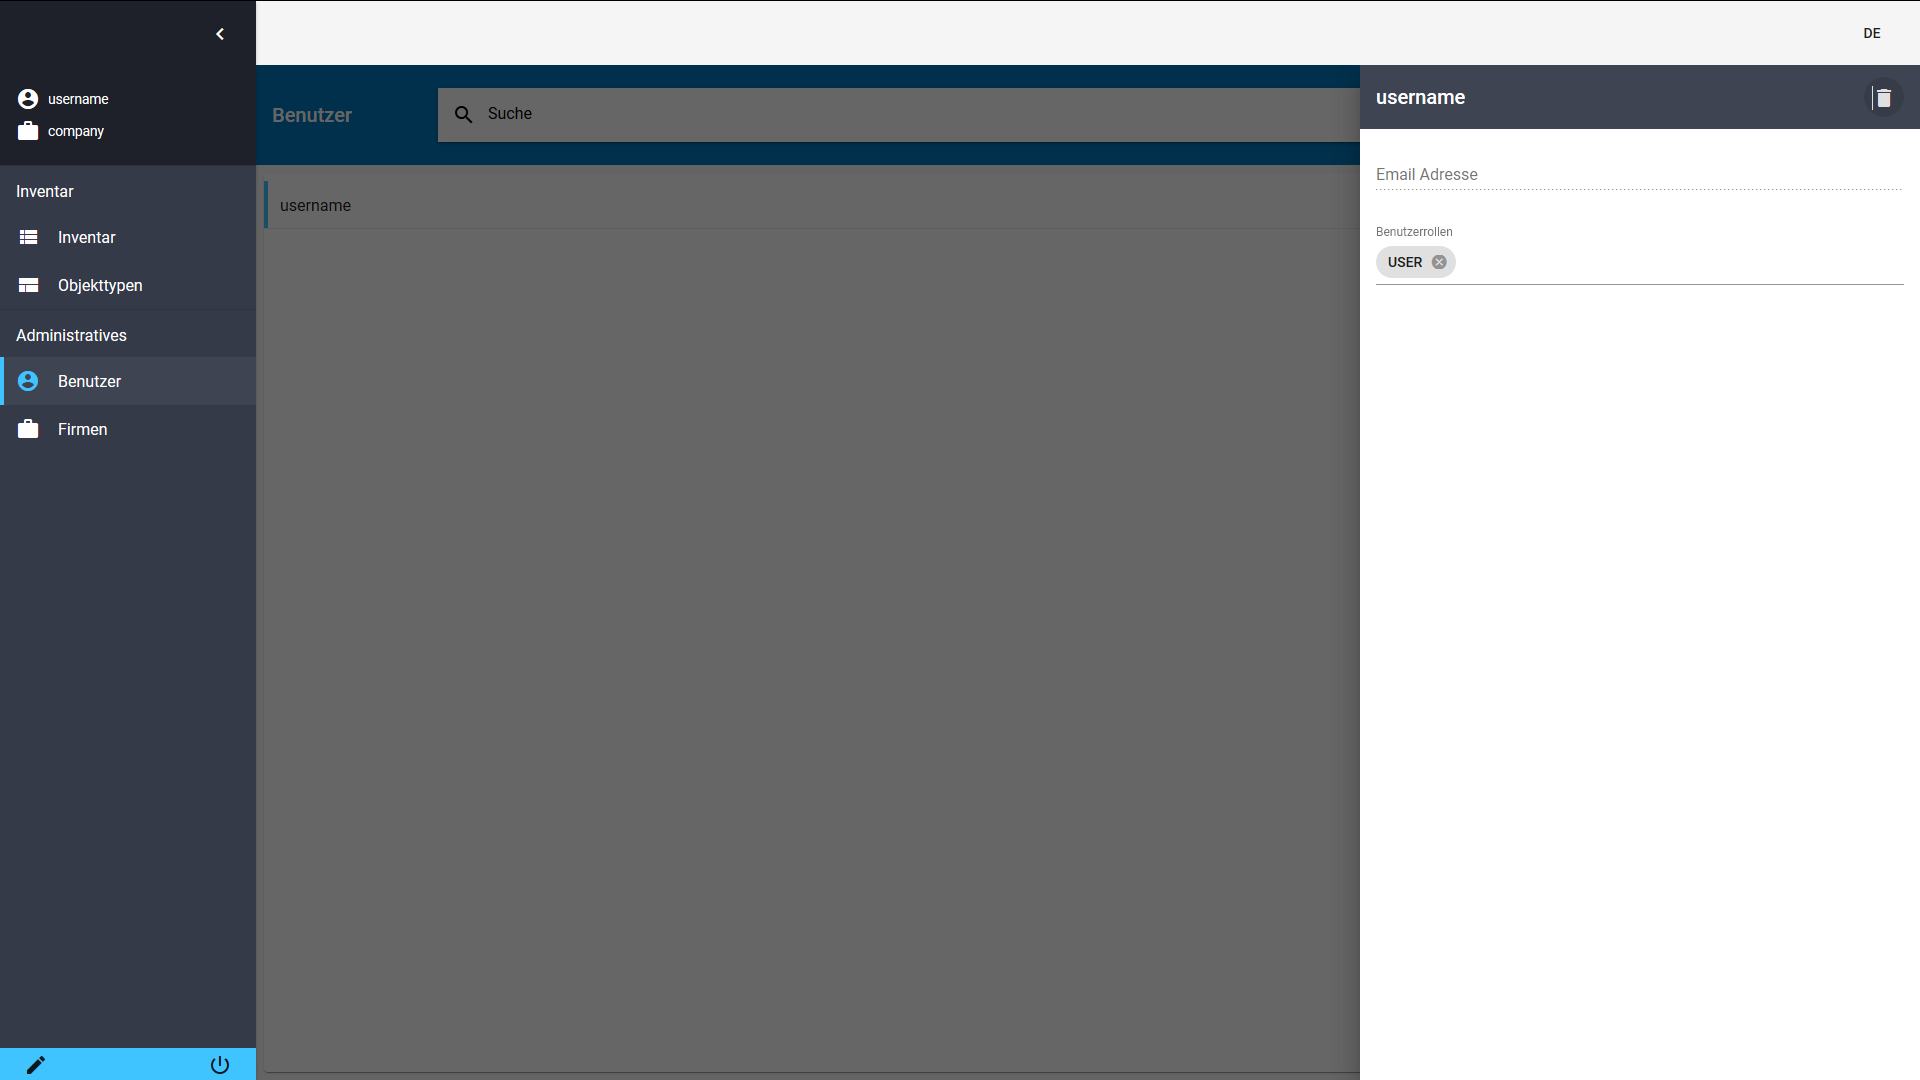 DE
username
company
Inventar
Inventar
Objekttypen
Administratives
Benutzer
Firmen
Benutzer
Suche
username
username
Email Adresse
Benutzerrollen
USER